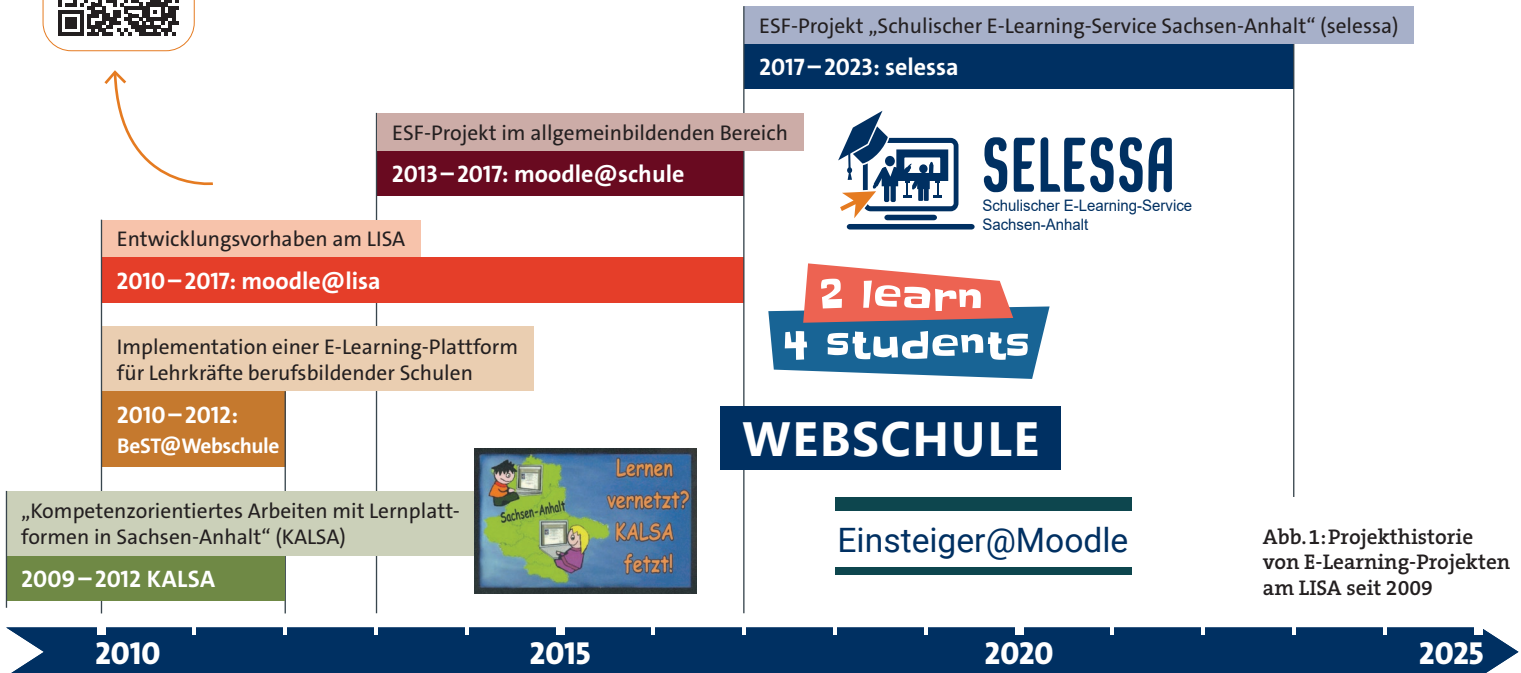 ESF-Projekt „Schulischer E-Learning-Service Sachsen-Anhalt“ (selessa)
2017–2023: selessa
ESF-Projekt im allgemeinbildenden Bereich
2013–2017: moodle@schule
SELESSA
Schulischer E-Learning-Service
Sachsen-Anhalt
Entwicklungsvorhaben am LISA
2010–2017: moodle@lisa
2 learn
4 students
Implementation einer E-Learning-Plattform
für Lehrkräfte berufsbildender Schulen
2010–2012:
BeST@Webschule
WEBSCHULE
Lernen
vernetzt?
KALSA
fetzt!
Sachsen-Anhalt
„Kompetenzorientiertes Arbeiten mit Lernplatt-
formen in Sachsen-Anhalt“ (KALSA)
2009–2012 KALSA
Einsteiger@Moodle
Abb. 1: Projekthistorie
von E-Learning-Projekten
am LISA seit 2009
2010
2015
2020
2025